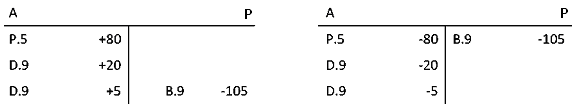 A P
P.5 +80
D.9 +20
D.9 +5 B.9 -105
A P
P.5 -80 B.9 -105
D.9 -20
D.9 -5